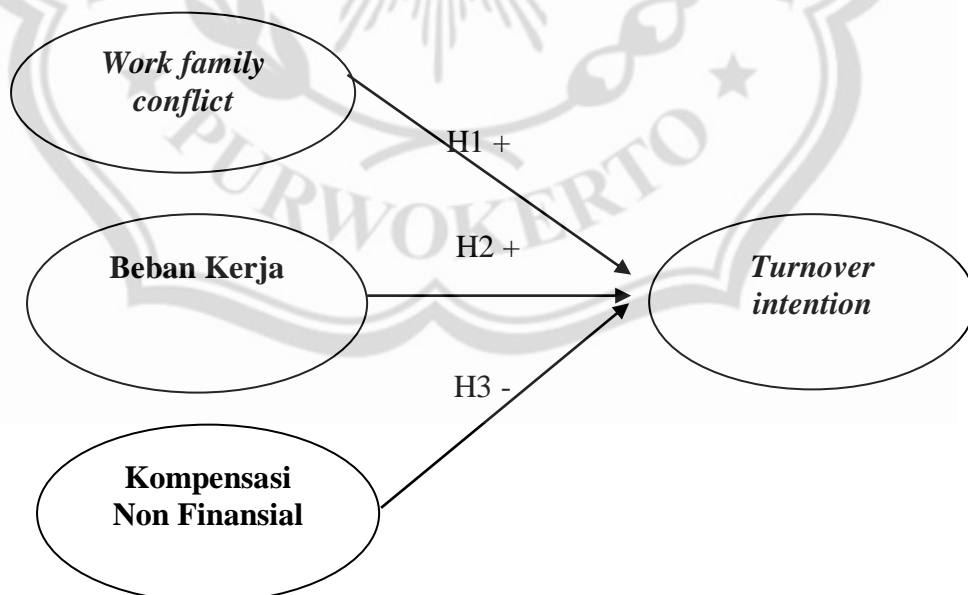 Work family
conflict
H1 +
PURWOKERTO
H2 +
Beban Kerja
Turnover
intention
H3 -
Kompensasi
Non Finansial